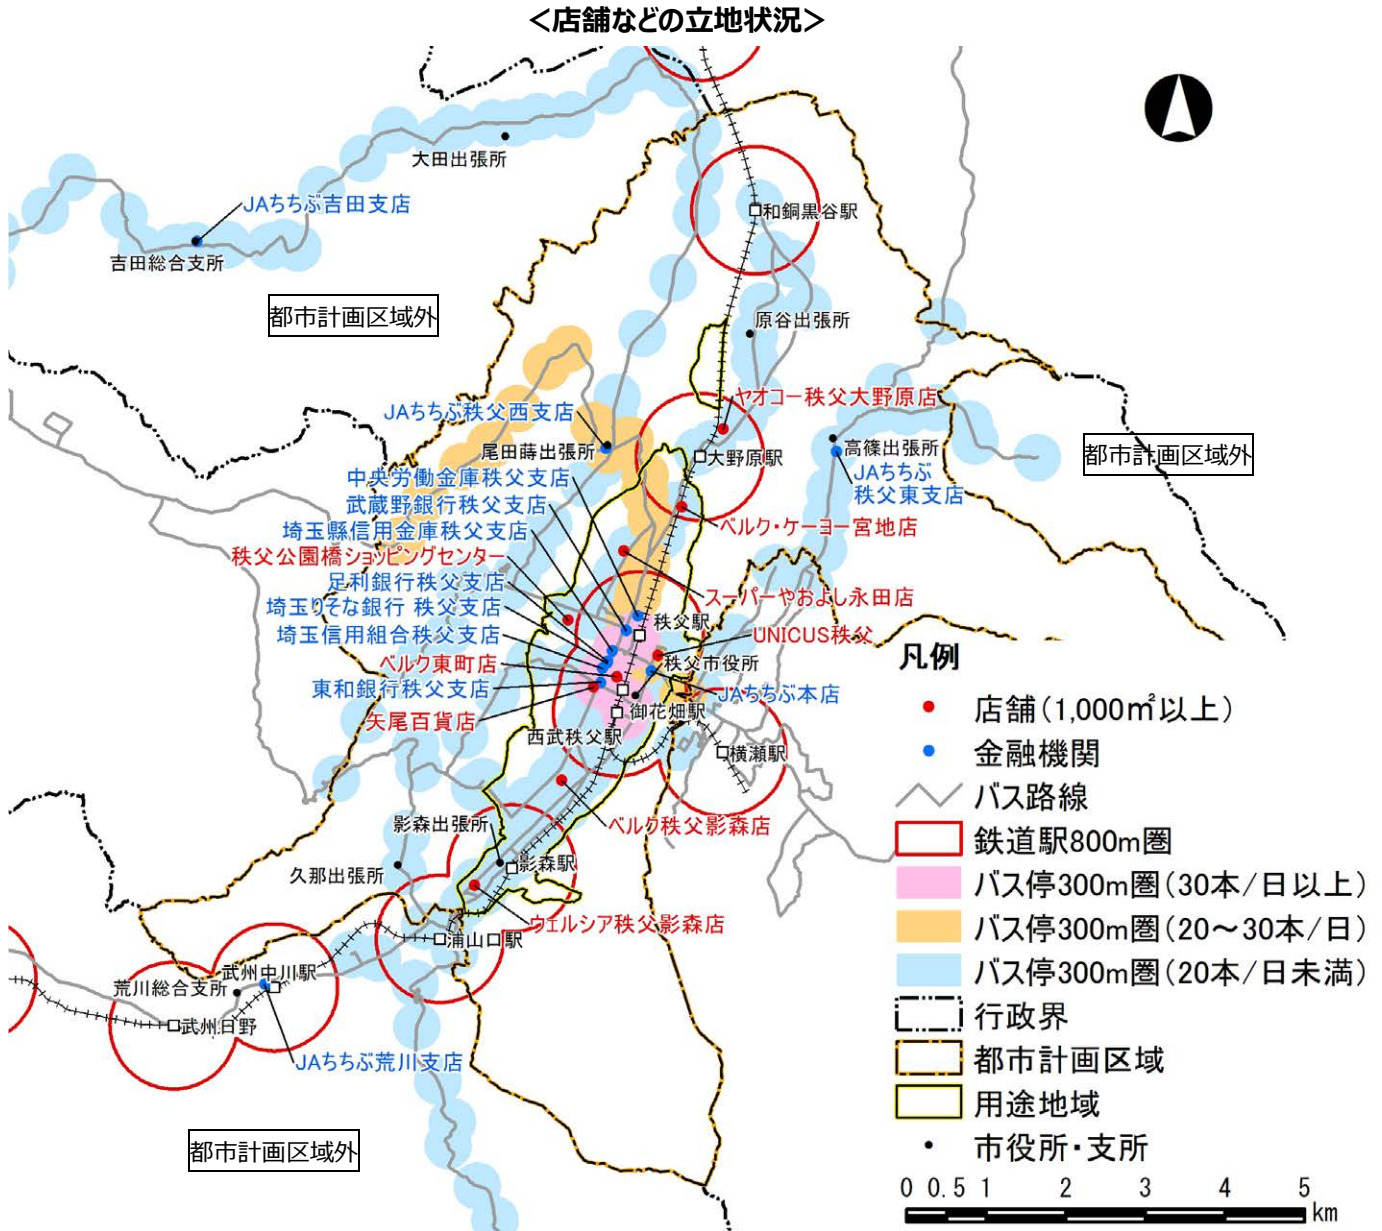 <店舗などの立地状況>
大田出張所
JAちちぶ吉田支店
吉田総合支所
和銅黒谷駅
都市計画区域外
原谷出張所
JAちちぶ秩父西支店
ヤオコー秩父大野原店
尾田蒔出張所
大野原駅
高篠出張所
都市計画区域外
中央労働金庫秩父支店
JAちちぶ
秩父東支店
武蔵野銀行秩父支店
埼玉縣信用金庫秩父支店
ベルク・ケーヨー宮地店
秩父公園橋ショッピングセンター
足利銀行秩父支店
スーパーやおよし永田店
埼玉りそな銀行 秩父支店
埼玉信用組合秩父支店
秩父駅
UNICUS秩父
ベルク東町店
秩父市役所
東和銀行秩父支店
JAちちぶ本店
矢尾百貨店
御花畑駅
西武秩父駅
横瀬駅
影森出張所
ベルク秩父影森店
久那出張所
影森駅
ウェルシア秩父影森店
浦山口駅
武州中川駅
荒川総合支所
武州日野
JAちちぶ荒川支店
都市計画区域外
凡例
店舗(1,000㎡以上)
金融機関
バス路線
鉄道駅800m圏
バス停300m圏(30本/日以上)
バス停300m圏(20～30本/日)
バス停300m圏(20本/日未満)
行政界
都市計画区域
用途地域
市役所・支所
0 0.5 1 2 3 4 5
km